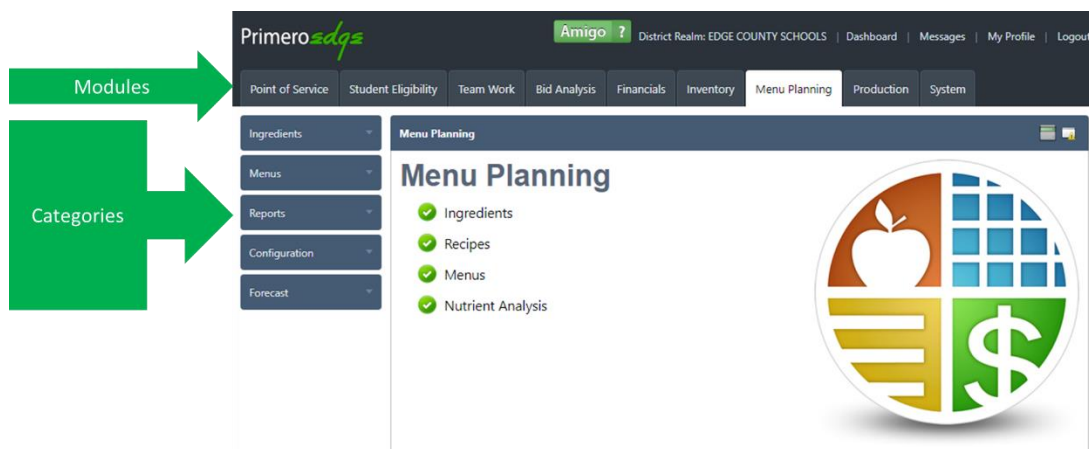 Primero edge
Amigo ? District Realm: EDGE COUNTY SCHOOLS | Dashboard | Messages | My Profile | Logout
Modules
Point of Service Student Eligibility Team Work Bid Analysis Financials Inventory Menu Planning Production System
Categories
Ingredients
Menus
Reports
Configuration
Forecast
Menu Planning
Menu Planning
Ingredients
Recipes
Menus
Nutrient Analysis
$